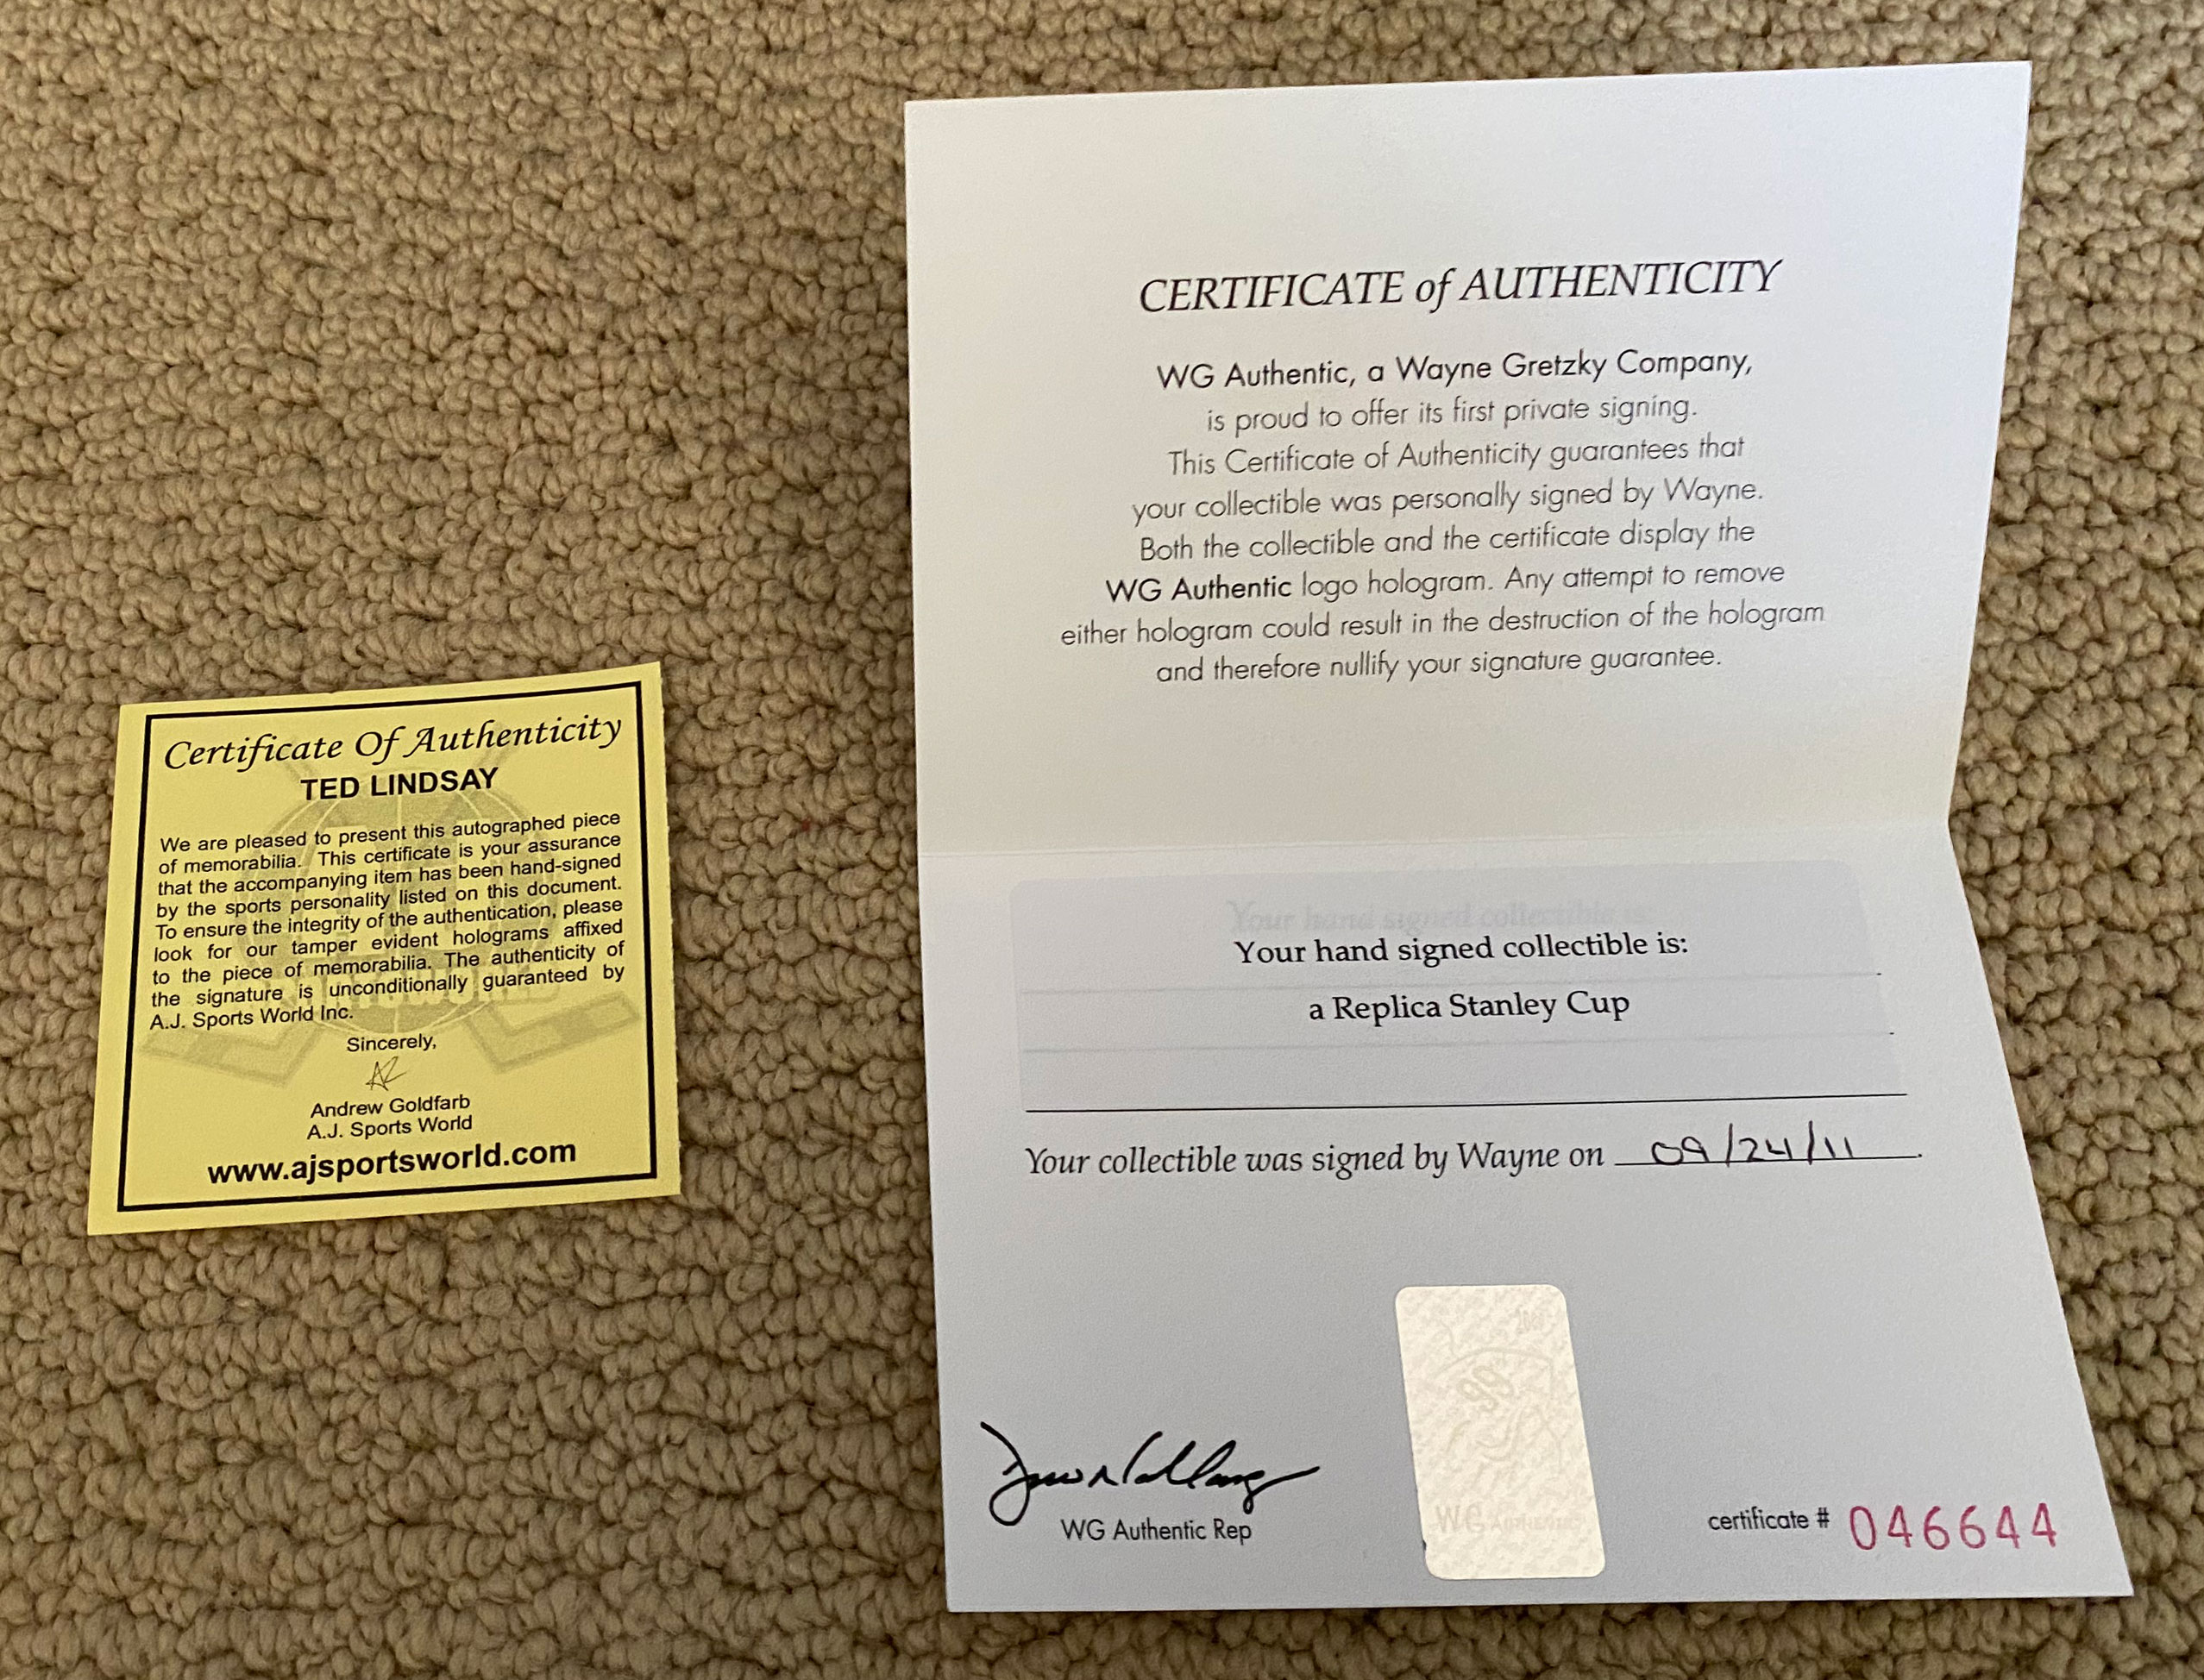 Certificate Of Authenticity
TED LINDSAY
We are pleased to present this autographed piece
of memorabilia. This certificate is your assurance
that the accompanying item has been hand-signed
by the sports personality listed on this document.
To ensure the integrity of the authentication, please
look for our tamper evident holograms affixed
to the piece of memorabilia. The authenticity of
the signature is unconditionally guaranteed by
A.J. Sports World Inc.
Sincerely,
Andrew Goldfarb
A.J. Sports World
www.ajsportsworld.com
CERTIFICATE of AUTHENTICITY
WG Authentic, a Wayne Gretzky Company,
is proud to offer its first private signing.
This Certificate of Authenticity guarantees that
your collectible was personally signed by Wayne.
Both the collectible and the certificate display the
WG Authentic logo hologram. Any attempt to remove
either hologram could result in the destruction of the hologram
and therefore nullify your signature guarantee.
Your hand signed collectible is:
Your hand signed collectible is:
a Replica Stanley Cup
Your collectible was signed by Wayne on 09/24/11.
99
WG Authentic
WG Authentic Rep
certificate # 046644